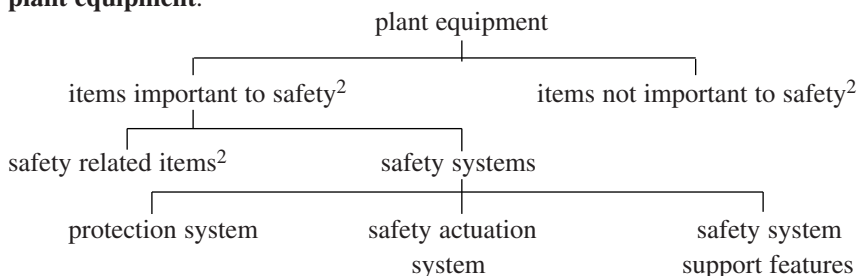 plant equipment.
plant equipment
items important to safety2 items not important to safety2
safety related items2 safety systems
protection system safety actuation safety system
system support features